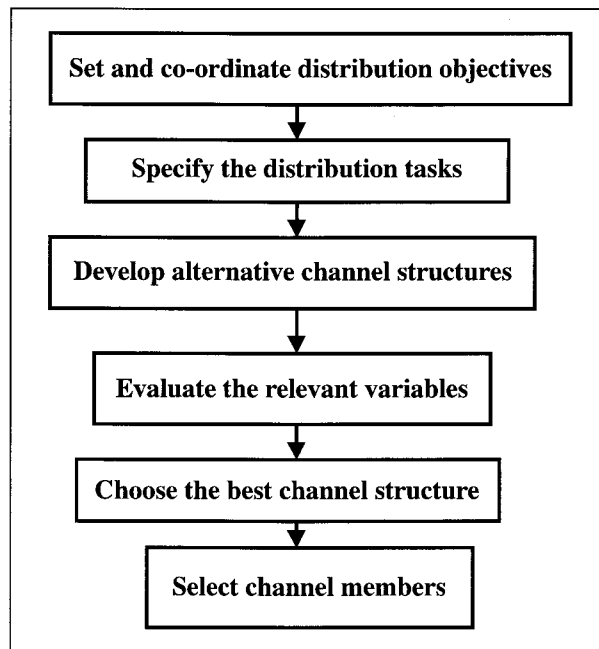 Set and co-ordinate distribution objectives
Specify the distribution tasks
Develop alternative channel structures
Evaluate the relevant variables
Choose the best channel structure
Select channel members